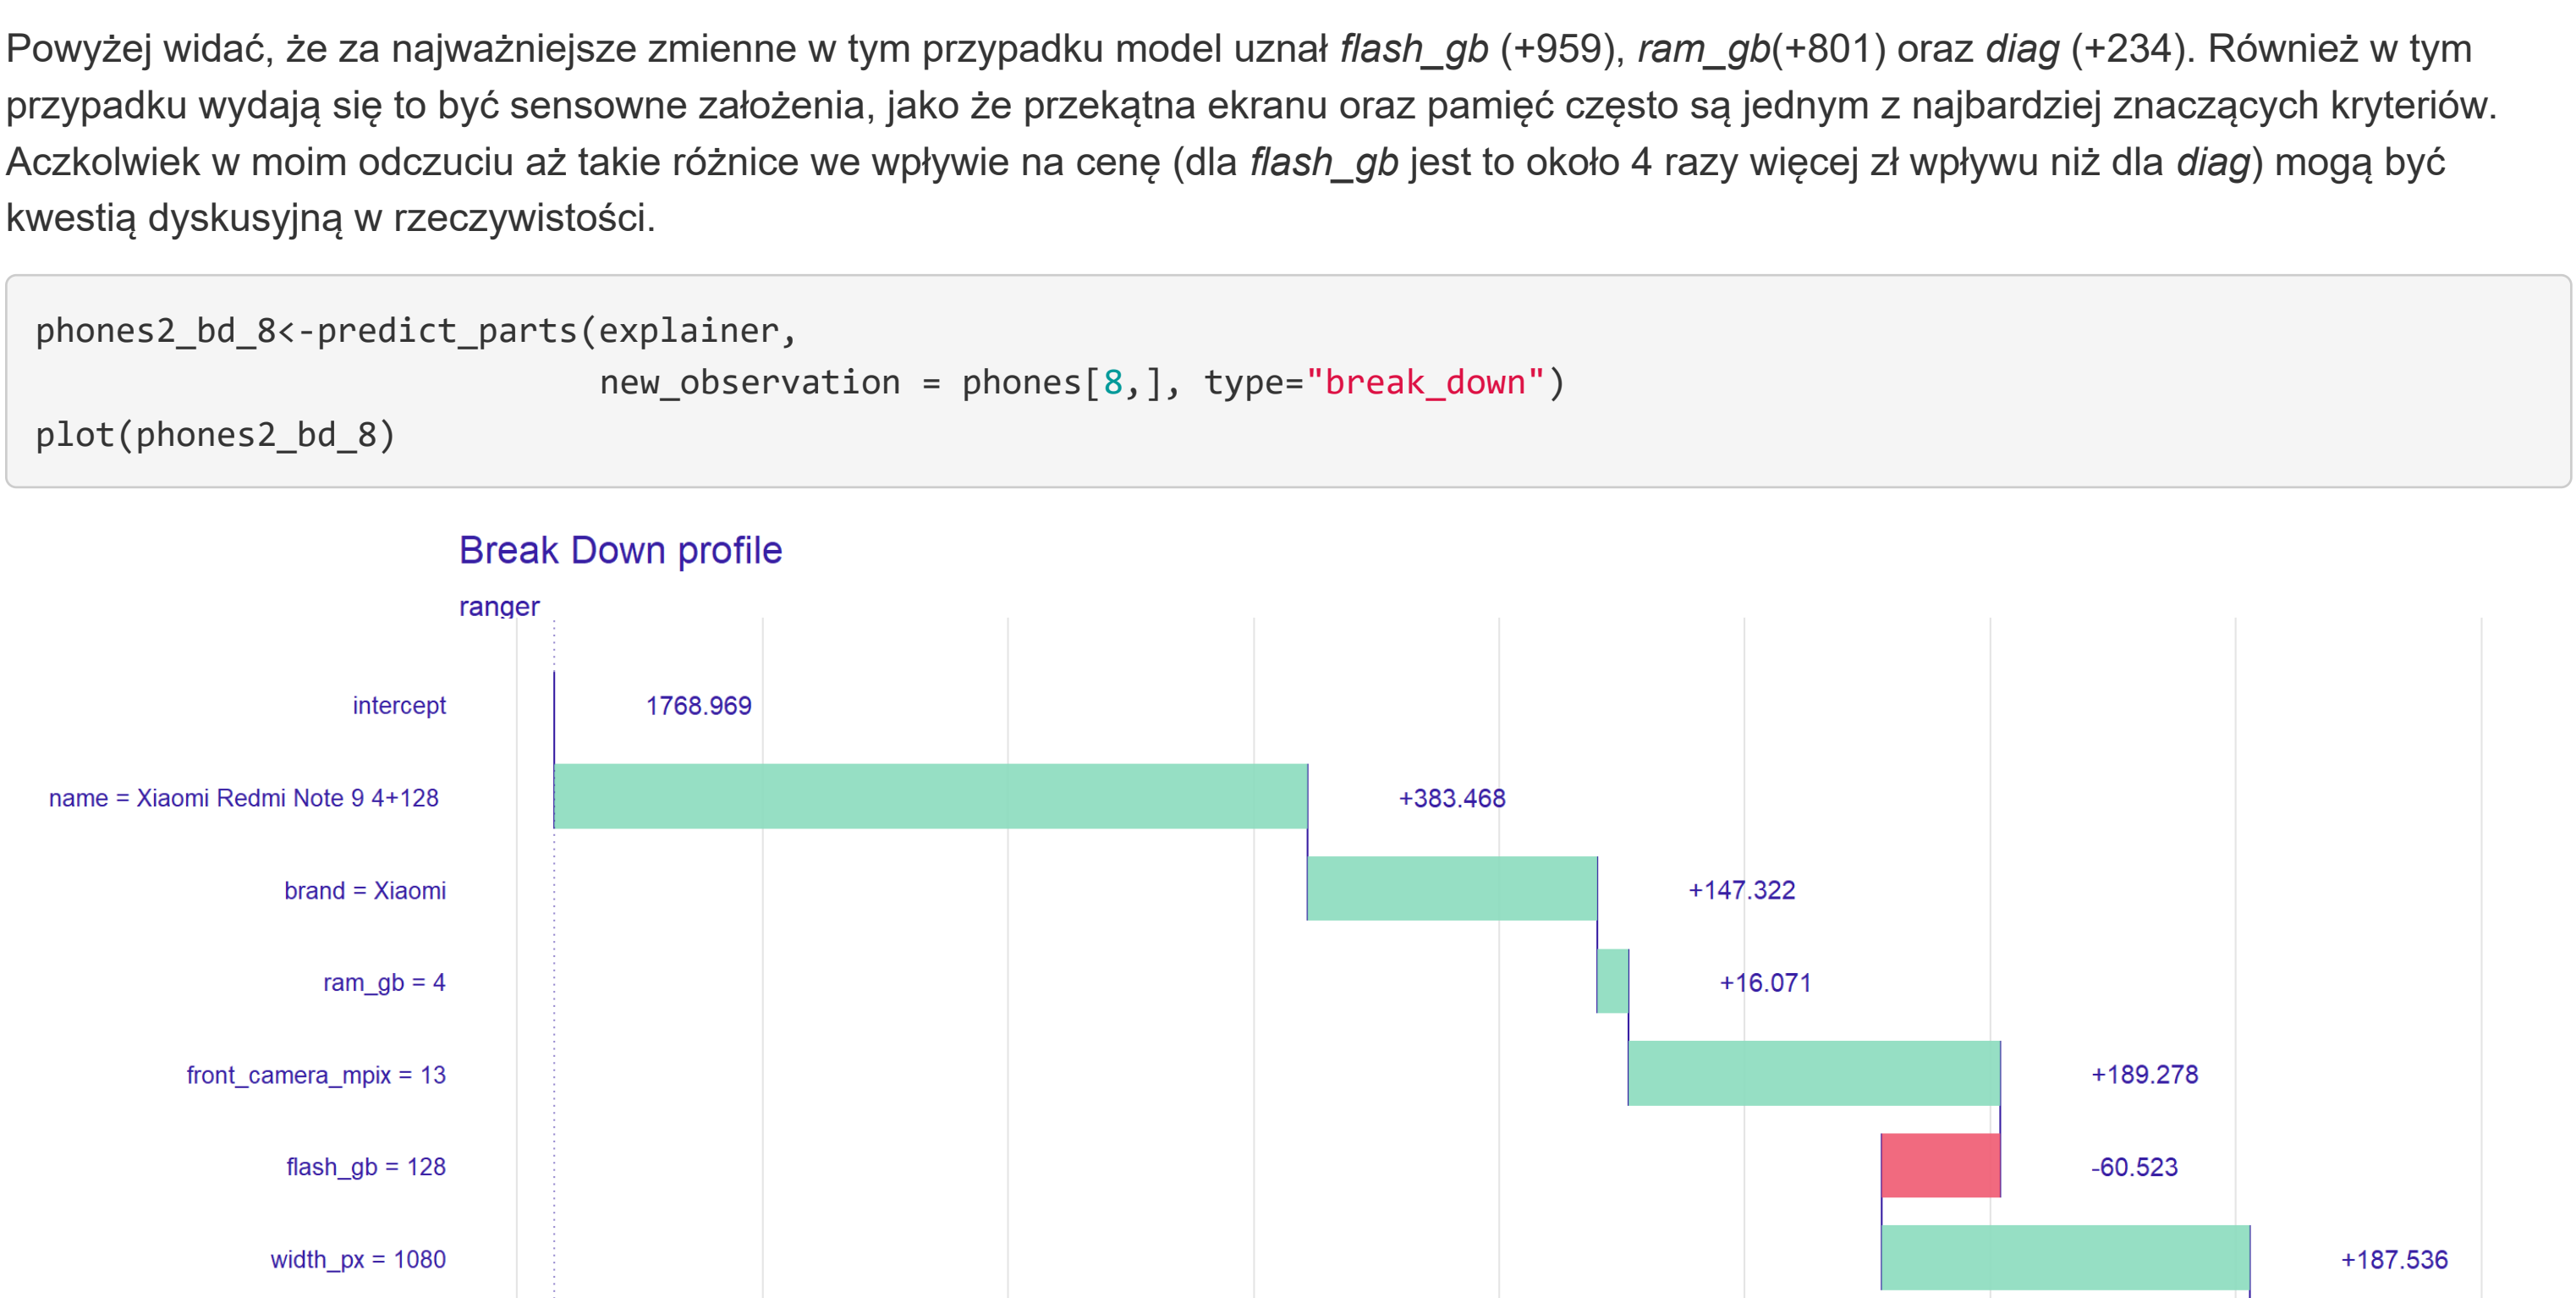 Powyżej widać, że za najważniejsze zmienne w tym przypadku model uznał flash_gb (+959), ram_gb(+801) oraz diag (+234). Również w tym
przypadku wydają się to być sensowne założenia, jako że przekątna ekranu oraz pamięć często są jednym z najbardziej znaczących kryteriów.
Aczkolwiek w moim odczuciu aż takie różnice we wpływie na cenę (dla flash_gb jest to około 4 razy więcej zł wpływu niż dla diag) mogą być
kwestią dyskusyjną w rzeczywistości.
phones2_bd_8<-predict_parts(explainer,
new_observation = phones[8,], type="break_down")
plot(phones2_bd_8)
Break Down profile
ranger
intercept 1768.969
name = Xiaomi Redmi Note 9 4+128 +383.468
brand = Xiaomi +147.322
ram_gb = 4 +16.071
front_camera_mpix = 13 +189.278
flash_gb = 128 -60.523
width_px = 1080 +187.536